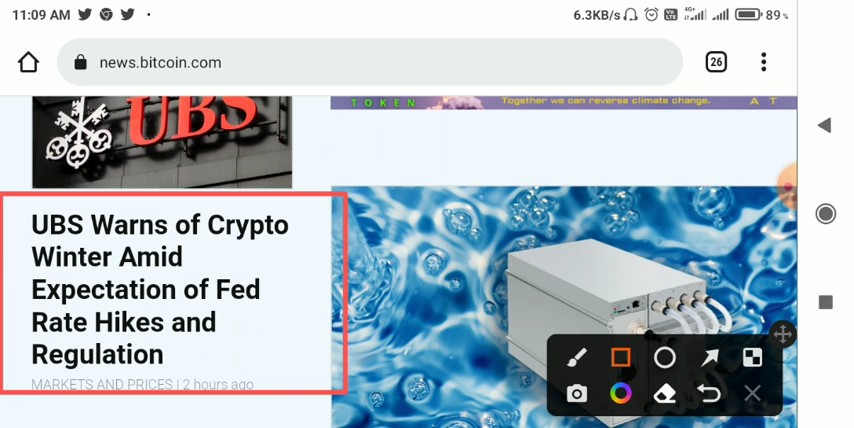 11:09 AM
6.3KB/s
4G+
89%
news.bitcoin.com
26
UBS
TOKEN
Together we can reverse climate change.
A T
UBS Warns of Crypto
Winter Amid
Expectation of Fed
Rate Hikes and
Regulation
MARKETS AND PRICES | 2 hours ago